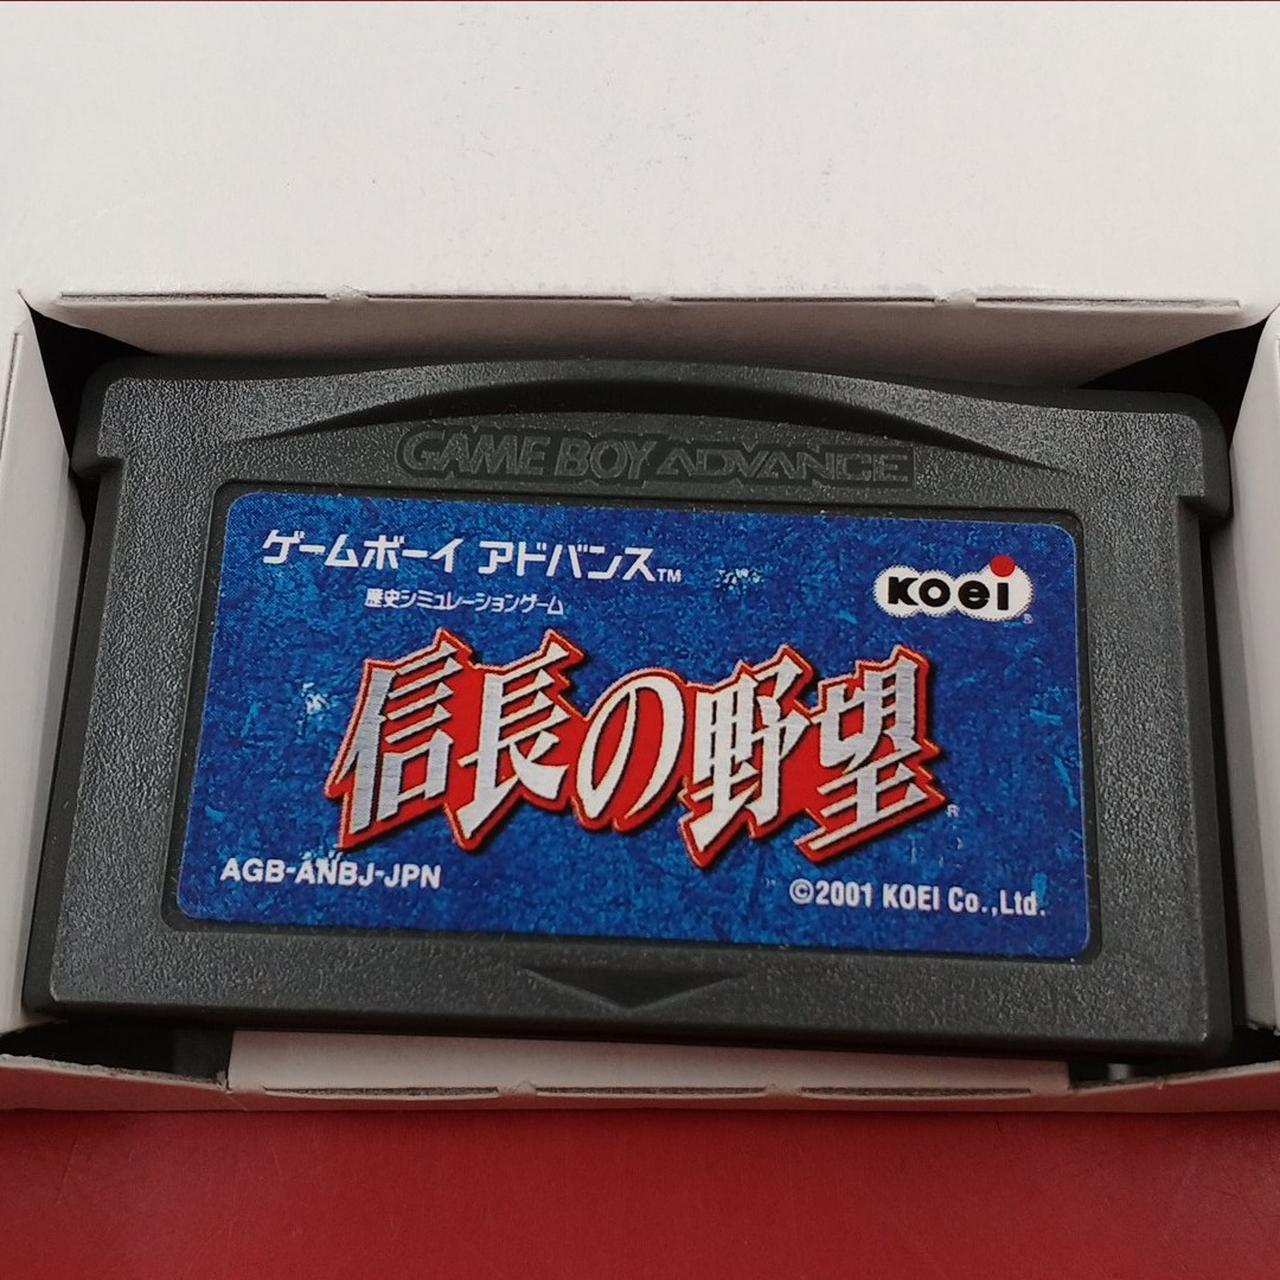 GAME BOY ADVANCE
ゲームボーイ アドバンス™
KOEI®
歴史シミュレーションゲーム
信長の野望®
AGB-ANBJ-JPN
©2001 KOEI Co.,Ltd.